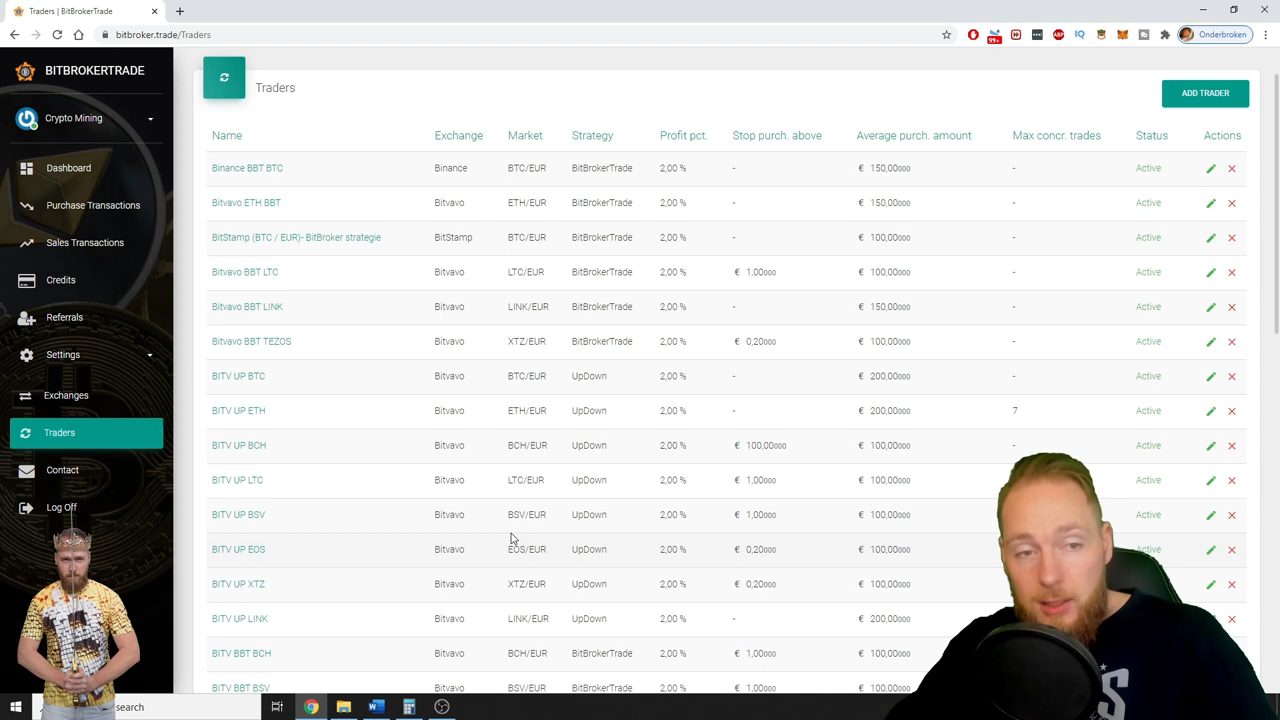 Traders | BitBrokerTrade
bitbroker.trade/Traders
99+
ABP
IQ
Onderbroken
BITBROKERTRADE
Crypto Mining
Dashboard
Purchase Transactions
Sales Transactions
Credits
Referrals
Settings
Exchanges
Traders
Contact
Log Off
Traders
ADD TRADER
Name Exchange Market Strategy Profit pct. Stop purch. above Average purch. amount Max concr. trades Status Actions
Binance BBT BTC Binance BTC/EUR BitBrokerTrade 2,00 % - € 150,00000 - Active
Bitvavo ETH BBT Bitvavo ETH/EUR BitBrokerTrade 2,00 % - € 150,00000 - Active
BitStamp (BTC / EUR)- BitBroker strategie BitStamp BTC/EUR BitBrokerTrade 2,00 % - € 100,00000 - Active
Bitvavo BBT LTC Bitvavo LTC/EUR BitBrokerTrade 2,00 % € 1,00000 € 100,00000 - Active
Bitvavo BBT LINK Bitvavo LINK/EUR BitBrokerTrade 2,00 % - € 150,00000 - Active
Bitvavo BBT TEZOS Bitvavo XTZ/EUR BitBrokerTrade 2,00 % € 0,20000 € 100,00000 - Active
BITV UP BTC Bitvavo BTC/EUR UpDown 2,00 % - € 200,00000 - Active
BITV UP ETH Bitvavo ETH/EUR UpDown 2,00 % - € 200,00000 7 Active
BITV UP BCH Bitvavo BCH/EUR UpDown 2,00 % € 100,00000 € 100,00000 - Active
BITV UP LTC Bitvavo LTC/EUR UpDown 2,00 % € 1,00000 € 100,00000 Active
BITV UP BSV Bitvavo BSV/EUR UpDown 2,00 % € 1,00000 € 100,00000 Active
BITV UP EOS Bitvavo EOS/EUR UpDown 2,00 % € 0,20000 € 100,00000 Active
BITV UP XTZ Bitvavo XTZ/EUR UpDown 2,00 % € 0,20000 € 100,00000
BITV UP LINK Bitvavo LINK/EUR UpDown 2,00 % - € 200,00000
BITV BBT BCH Bitvavo BCH/EUR BitBrokerTrade 2,00 % € 1,00000 € 100,00000
BITV BBT BSV Bitvavo BSV/EUR BitBrokerTrade 2,00 % € 1,00000 € 100,00000
search